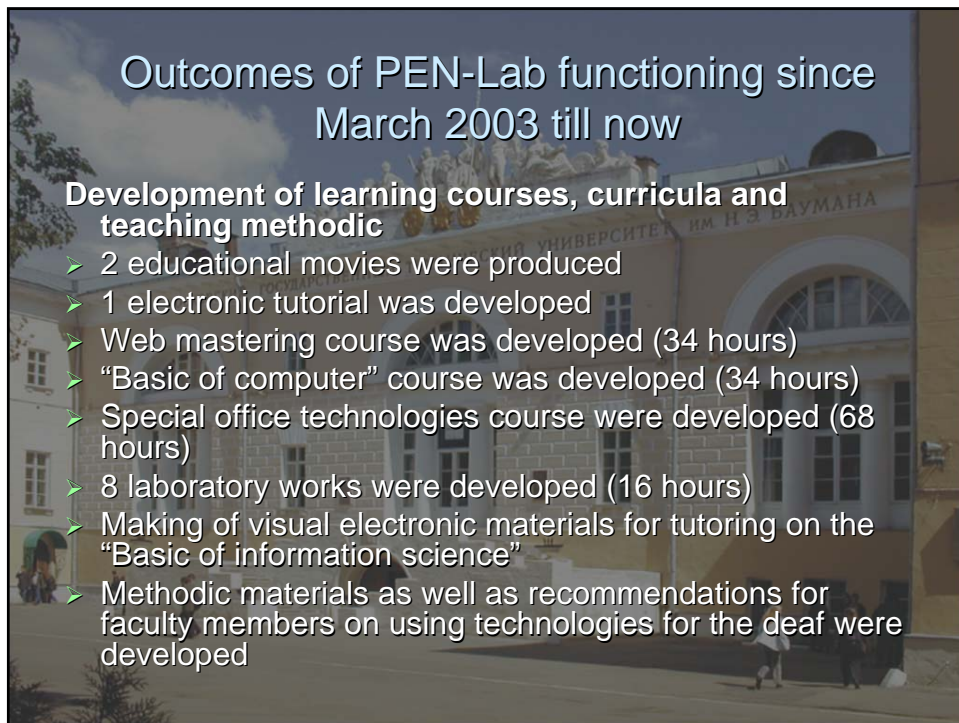 Outcomes of PEN-Lab functioning since
March 2003 till now
УНИВЕРСИТЕТ ИМ Н Э БАУМАНА
Development of learning courses, curricula and
teaching methodic
➢ 2 educational movies were produced
➢ 1 electronic tutorial was developed
➢ Web mastering course was developed (34 hours)
➢ “Basic of computer” course was developed (34 hours)
➢ Special office technologies course were developed (68
hours)
➢ 8 laboratory works were developed (16 hours)
➢ Making of visual electronic materials for tutoring on the
“Basic of information science”
➢ Methodic materials as well as recommendations for
faculty members on using technologies for the deaf were
developed